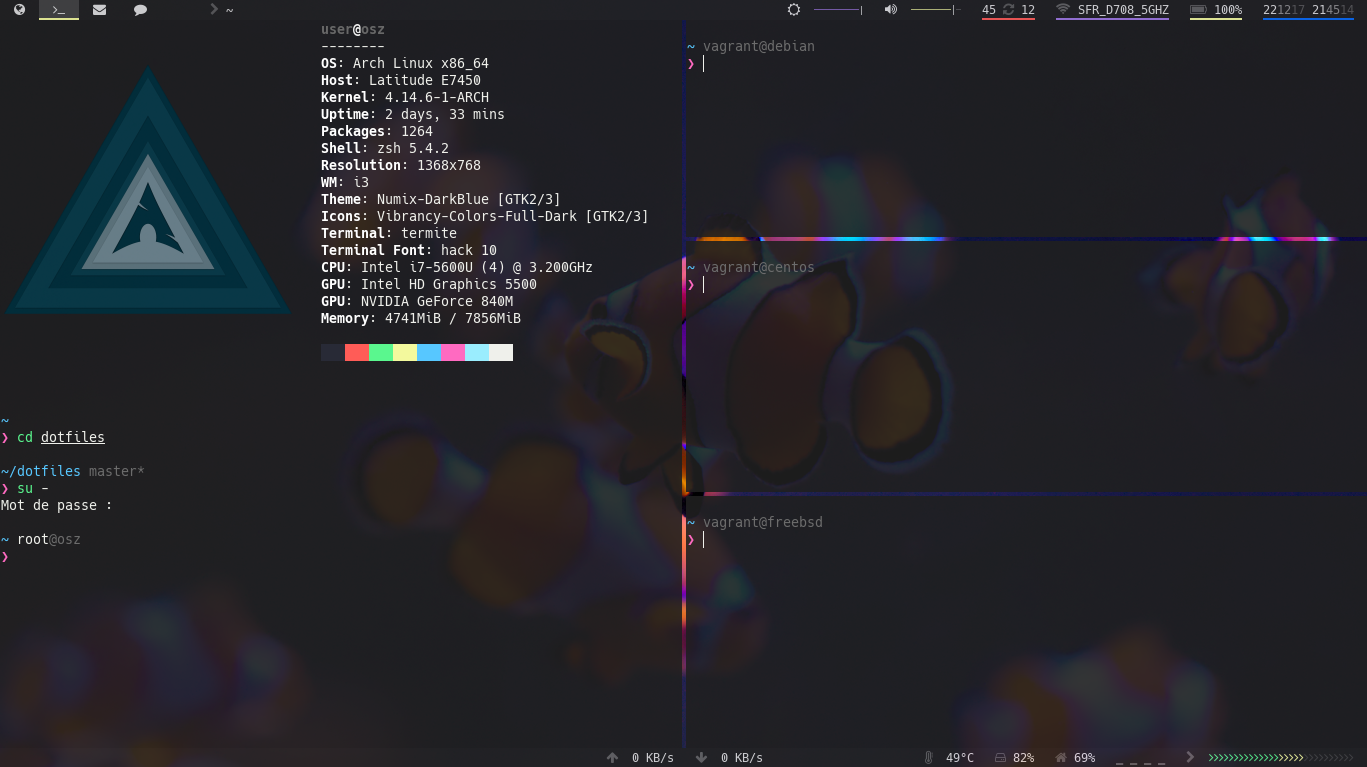 >_ ~ 45 12 SFR_D708_5GHZ 100% 221217 214514
user@osz
--------
OS: Arch Linux x86_64
Host: Latitude E7450
Kernel: 4.14.6-1-ARCH
Uptime: 2 days, 33 mins
Packages: 1264
Shell: zsh 5.4.2
Resolution: 1368x768
WM: i3
Theme: Numix-DarkBlue [GTK2/3]
Icons: Vibrancy-Colors-Full-Dark [GTK2/3]
Terminal: termite
Terminal Font: hack 10
CPU: Intel i7-5600U (4) @ 3.200GHz
GPU: Intel HD Graphics 5500
GPU: NVIDIA GeForce 840M
Memory: 4741MiB / 7856MiB
~
❯ cd dotfiles
~/dotfiles master*
❯ su -
Mot de passe :
~ root@osz
❯
~ vagrant@debian
❯
~ vagrant@centos
❯
~ vagrant@freebsd
❯
0 KB/s 0 KB/s 49°C 82% 69%